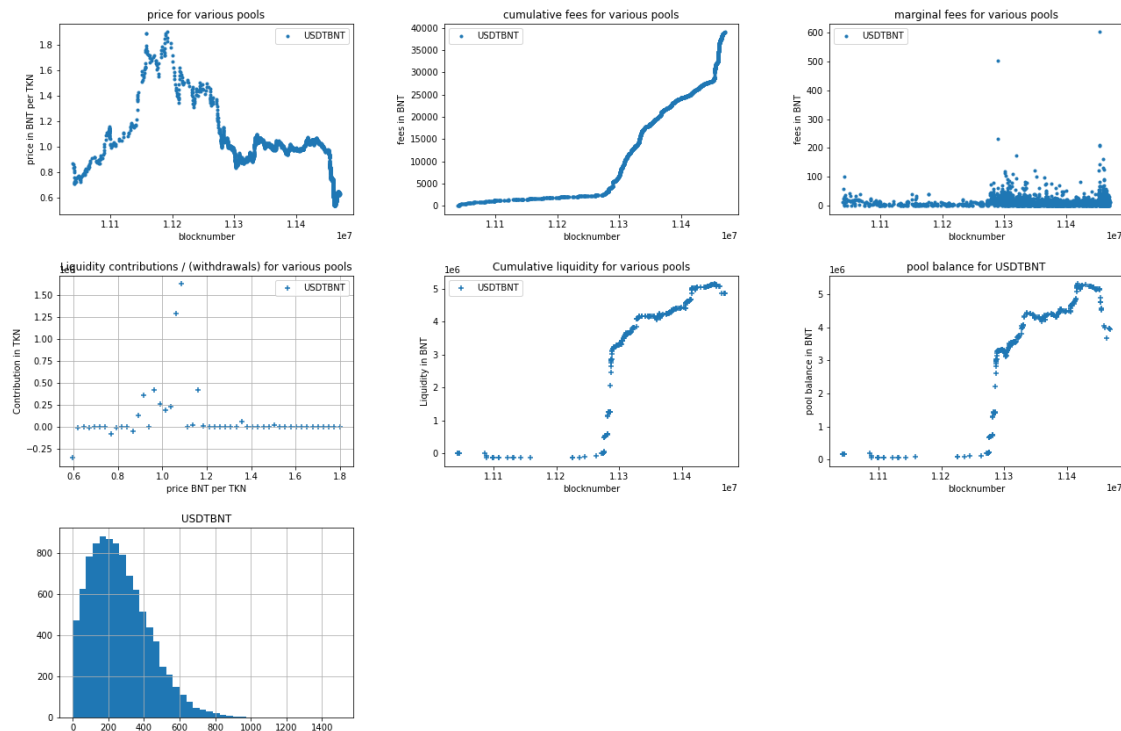 price for various pools
USDTBNT
1.8
1.6
1.4
1.2
1.0
0.8
0.6
price in BNT per TKN
1.11
1.12
1.13
1.14
blocknumber
1e7
cumulative fees for various pools
USDTBNT
40000
35000
30000
25000
20000
15000
10000
5000
0
fees in BNT
1.11
1.12
1.13
1.14
blocknumber
1e7
marginal fees for various pools
USDTBNT
600
500
400
300
200
100
0
fees in BNT
1.11
1.12
1.13
1.14
blocknumber
1e7
Liquidity contributions / (withdrawals) for various pools
USDTBNT
1.50
1.25
1.00
0.75
0.50
0.25
0.00
−0.25
Contribution in TKN
0.6
0.8
1.0
1.2
1.4
1.6
1.8
price BNT per TKN
Cumulative liquidity for various pools
1e6
USDTBNT
5
4
3
2
1
0
Liquidity in BNT
1.11
1.12
1.13
1.14
blocknumber
1e7
pool balance for USDTBNT
1e6
5
4
3
2
1
0
pool balance in BNT
1.11
1.12
1.13
1.14
blocknumber
1e7
USDTBNT
800
600
400
200
0
0
200
400
600
800
1000
1200
1400